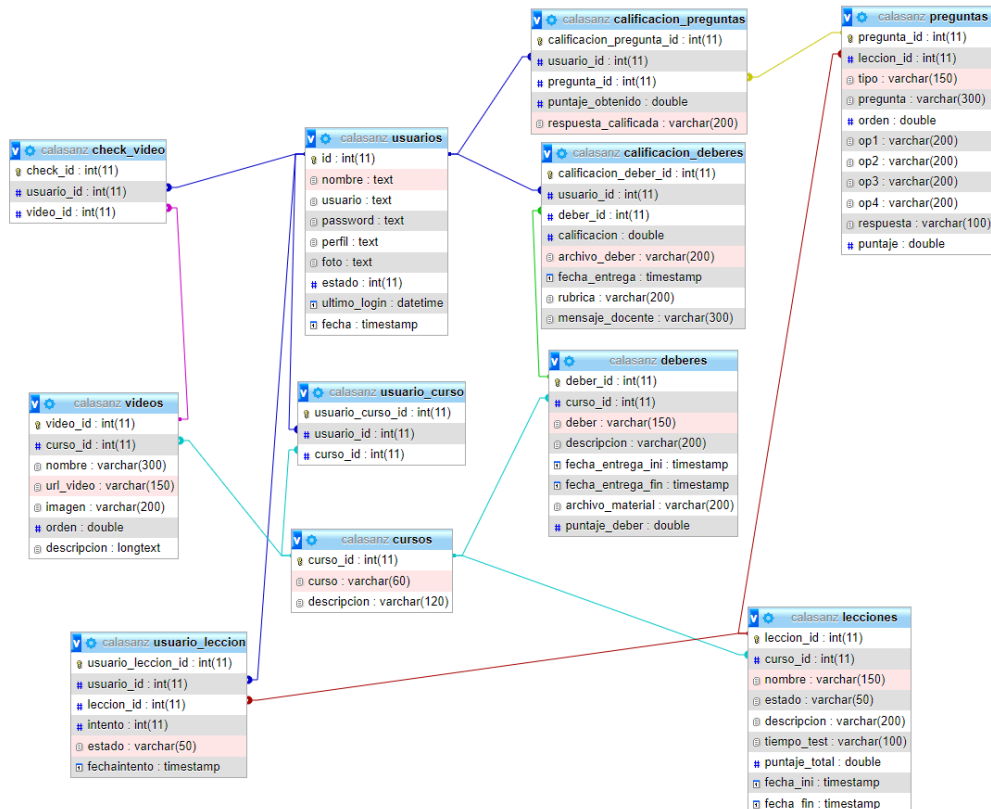 calasanz calificacion_preguntas
calificacion_pregunta_id : int(11)
usuario_id : int(11)
pregunta_id : int(11)
puntaje_obtenido : double
respuesta_calificada : varchar(200)
calasanz preguntas
pregunta_id : int(11)
leccion_id : int(11)
tipo : varchar(150)
pregunta : varchar(300)
orden : double
op1 : varchar(200)
op2 : varchar(200)
op3 : varchar(200)
op4 : varchar(200)
respuesta : varchar(100)
puntaje : double
calasanz check_video
check_id : int(11)
usuario_id : int(11)
video_id : int(11)
calasanz usuarios
id : int(11)
nombre : text
usuario : text
password : text
perfil : text
foto : text
estado : int(11)
ultimo_login : datetime
fecha : timestamp
calasanz calificacion_deberes
calificacion_deber_id : int(11)
usuario_id : int(11)
deber_id : int(11)
calificacion : double
archivo_deber : varchar(200)
fecha_entrega : timestamp
rubrica : varchar(200)
mensaje_docente : varchar(300)
calasanz videos
video_id : int(11)
curso_id : int(11)
nombre : varchar(300)
url_video : varchar(150)
imagen : varchar(200)
orden : double
descripcion : longtext
calasanz usuario_curso
usuario_curso_id : int(11)
usuario_id : int(11)
curso_id : int(11)
calasanz deberes
deber_id : int(11)
curso_id : int(11)
deber : varchar(150)
descripcion : varchar(200)
fecha_entrega_ini : timestamp
fecha_entrega_fin : timestamp
archivo_material : varchar(200)
puntaje_deber : double
calasanz cursos
curso_id : int(11)
curso : varchar(60)
descripcion : varchar(120)
calasanz usuario_leccion
usuario_leccion_id : int(11)
usuario_id : int(11)
leccion_id : int(11)
intento : int(11)
estado : varchar(50)
fechaintento : timestamp
calasanz lecciones
leccion_id : int(11)
curso_id : int(11)
nombre : varchar(150)
estado : varchar(50)
descripcion : varchar(200)
tiempo_test : varchar(100)
puntaje_total : double
fecha_ini : timestamp
fecha_fin : timestamp